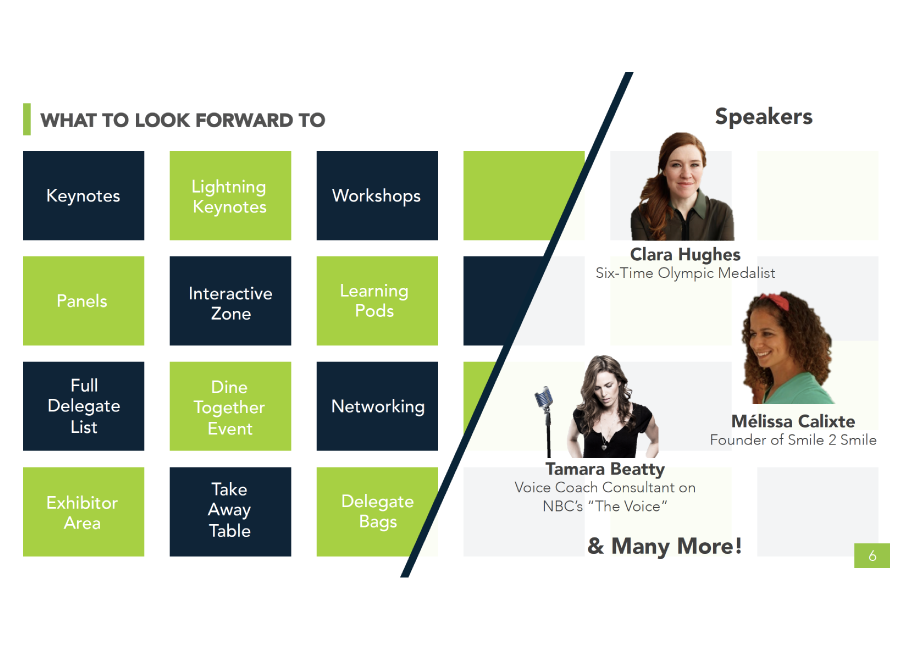 WHAT TO LOOK FORWARD TO
Keynotes
Lightning
Keynotes
Workshops
Panels
Interactive
Zone
Learning
Pods
Full
Delegate
List
Dine
Together
Event
Networking
Exhibitor
Area
Take
Away
Table
Delegate
Bags
Speakers
Clara Hughes
Six-Time Olympic Medalist
Mélissa Calixte
Founder of Smile 2 Smile
Tamara Beatty
Voice Coach Consultant on
NBC’s “The Voice“
& Many More!
6